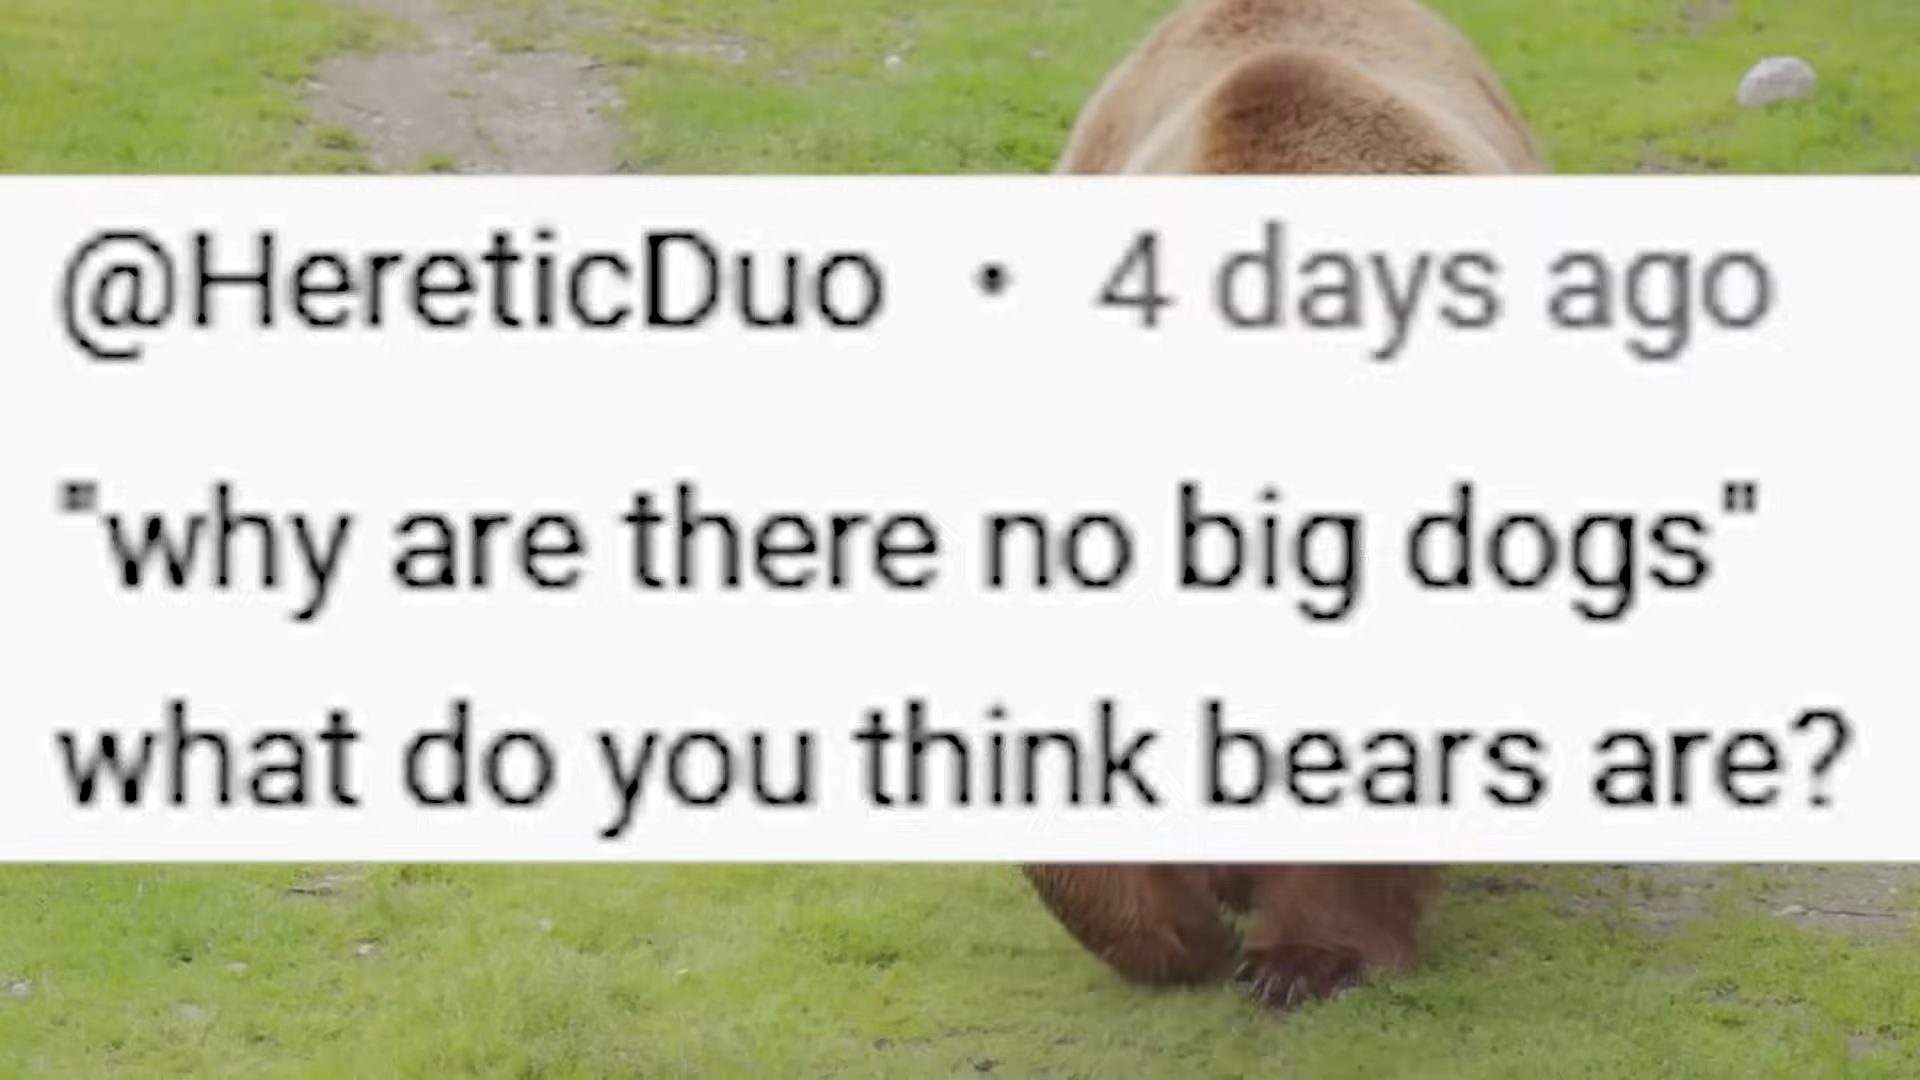 @HereticDuo • 4 days ago
"why are there no big dogs"
what do you think bears are?